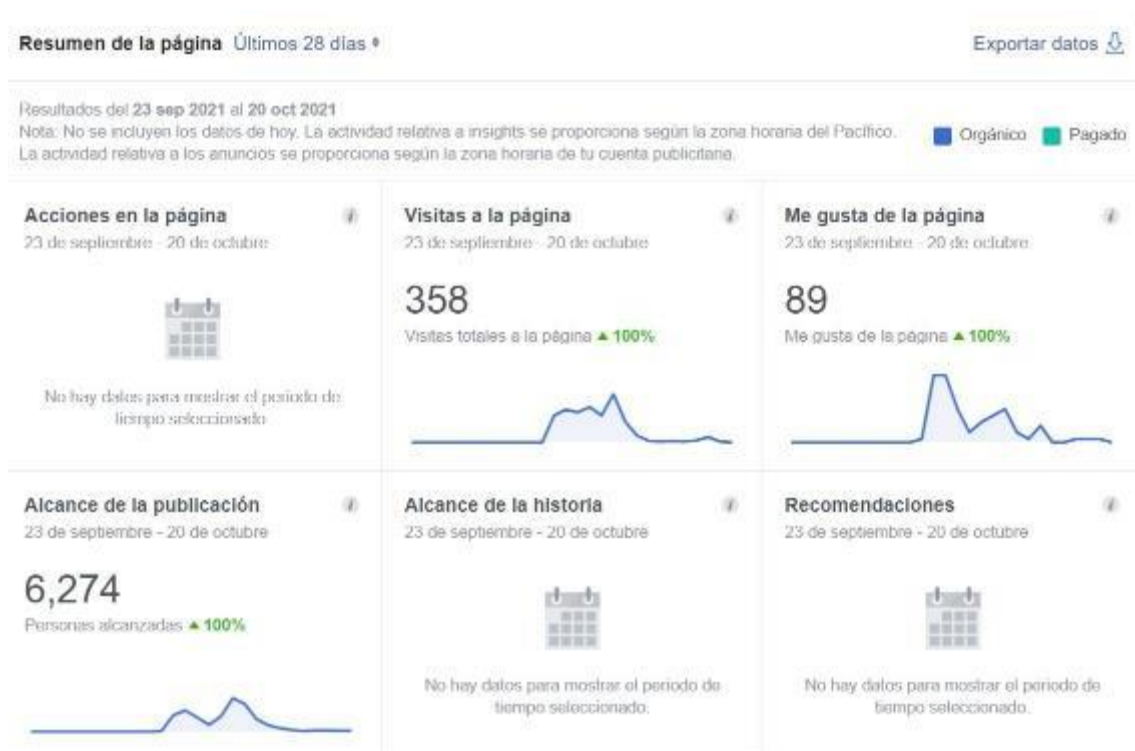 Resumen de la página Últimos 28 días
Exportar datos
Resultados del 23 sep 2021 al 20 oct 2021
Nota: No se incluyen los datos de hoy. La actividad relativa a insights se proporciona según la zona horaria del Pacífico.
La actividad relativa a los anuncios se proporciona según la zona horaria de tu cuenta publicitaria.
Orgánico Pagado
Acciones en la página
23 de septiembre - 20 de octubre
No hay datos para mostrar el periodo de
tiempo seleccionado
Visitas a la página
23 de septiembre - 20 de octubre
358
Visitas totales a la página ▲ 100%
Me gusta de la página
23 de septiembre - 20 de octubre
89
Me gusta de la página ▲ 100%
Alcance de la publicación
23 de septiembre - 20 de octubre
6,274
Personas alcanzadas ▲ 100%
Alcance de la historia
23 de septiembre - 20 de octubre
No hay datos para mostrar el periodo de
tiempo seleccionado.
Recomendaciones
23 de septiembre - 20 de octubre
No hay datos para mostrar el periodo de
tiempo seleccionado.